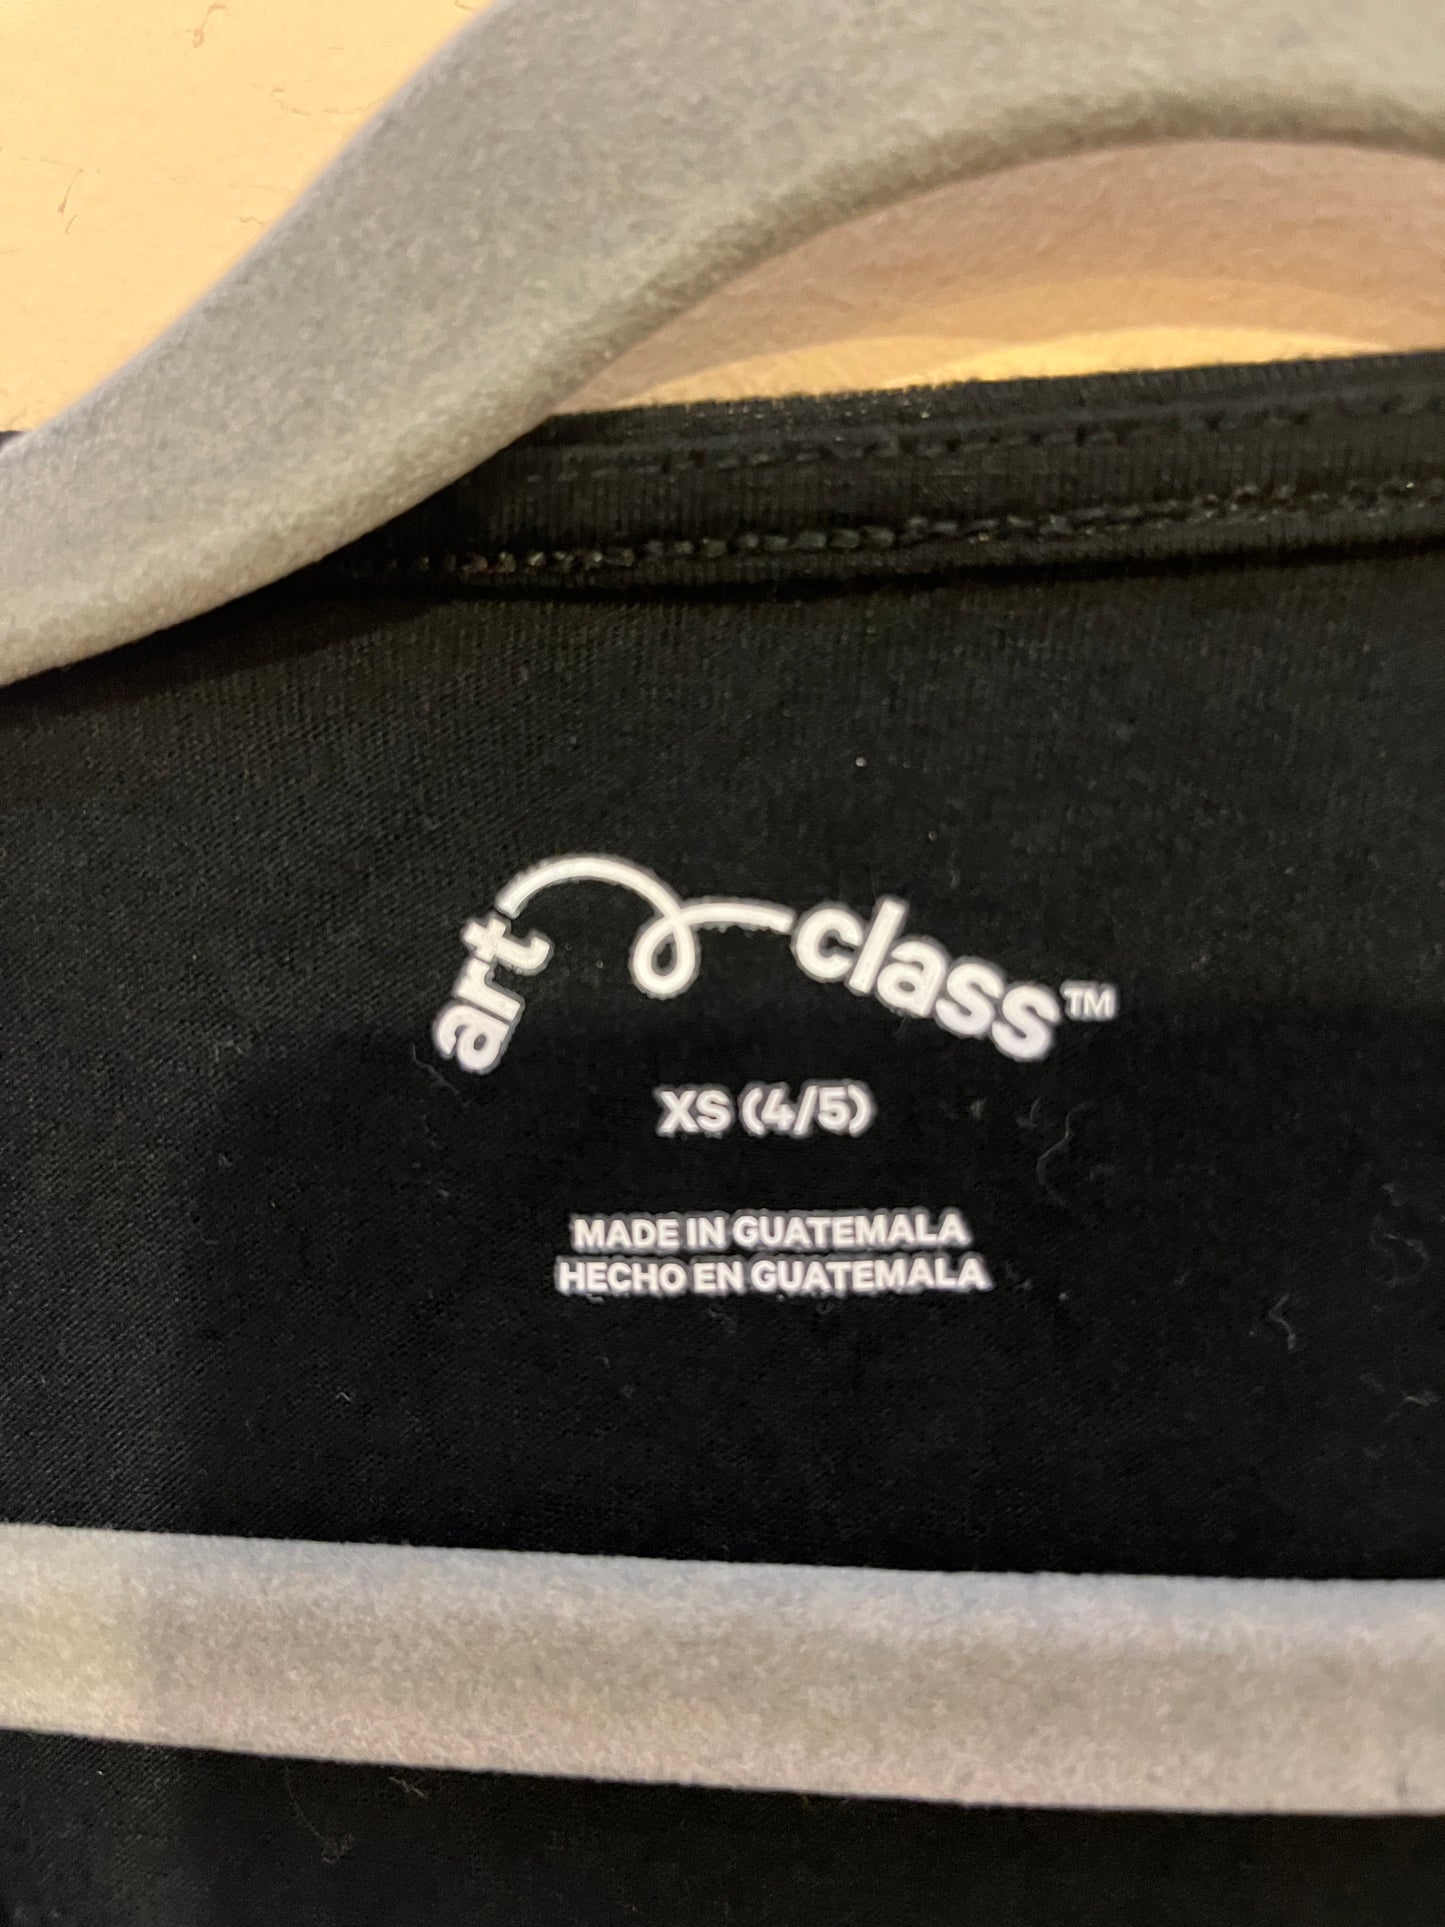 art class™
XS (4/5)
MADE IN GUATEMALA
HECHO EN GUATEMALA